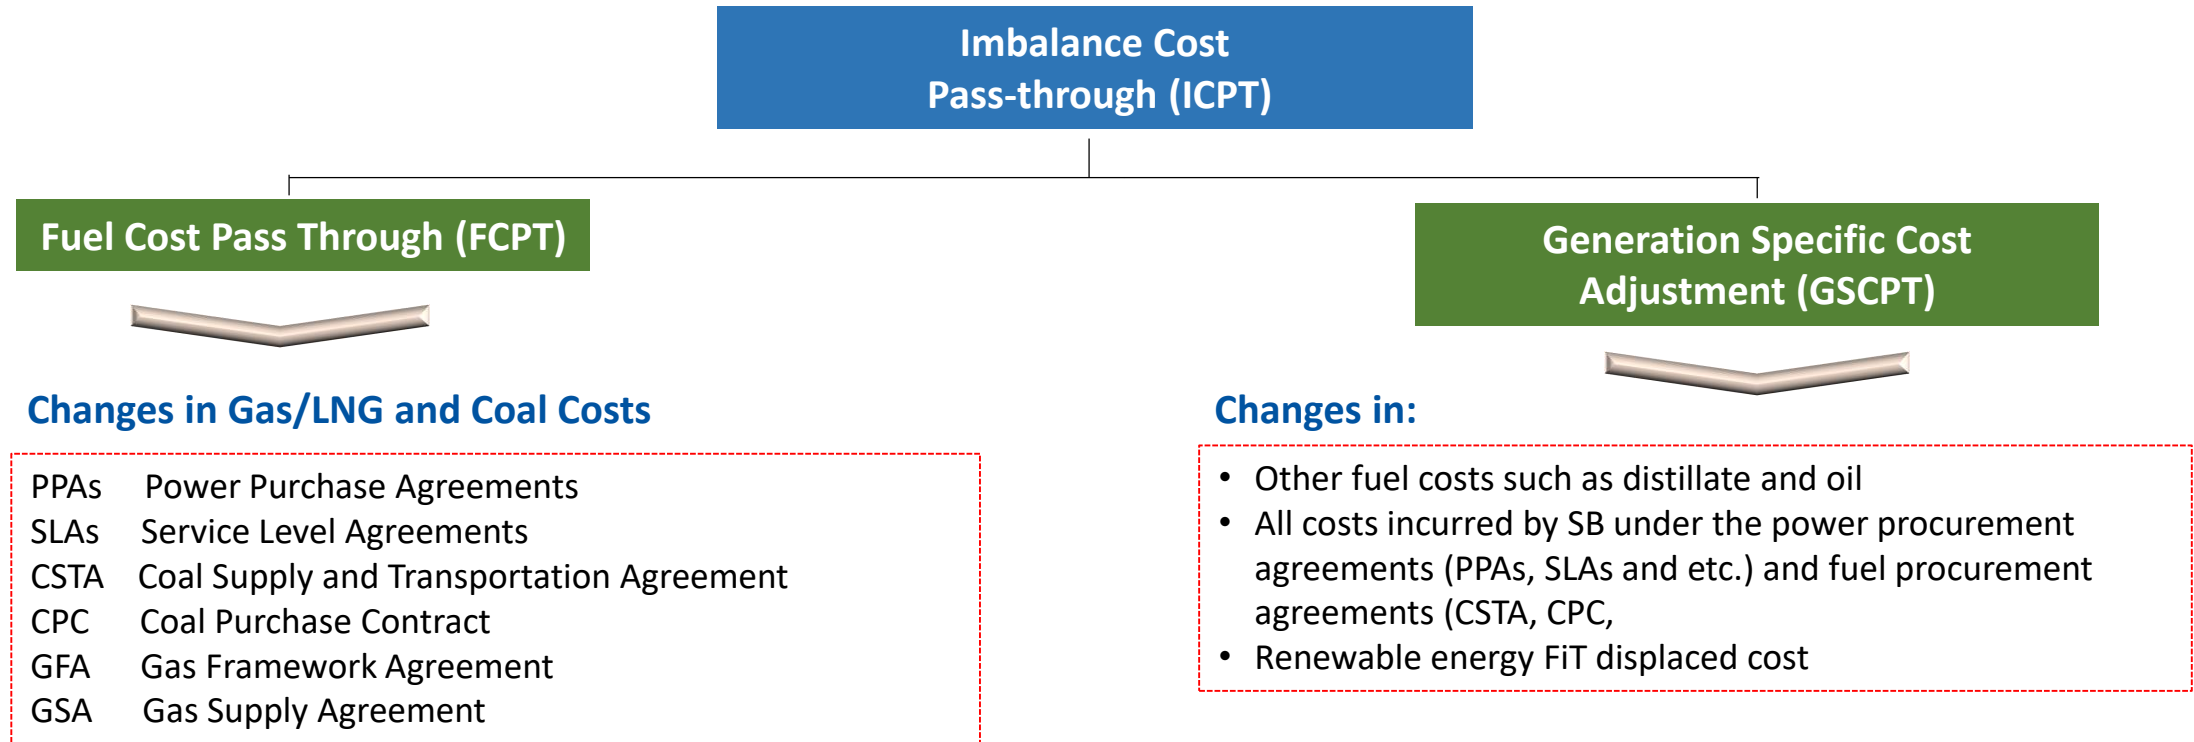 Imbalance Cost
Pass-through (ICPT)
Fuel Cost Pass Through (FCPT)
Generation Specific Cost
Adjustment (GSCPT)
Changes in Gas/LNG and Coal Costs
PPAs Power Purchase Agreements
SLAs Service Level Agreements
CSTA Coal Supply and Transportation Agreement
CPC Coal Purchase Contract
GFA Gas Framework Agreement
GSA Gas Supply Agreement
Changes in:
• Other fuel costs such as distillate and oil
• All costs incurred by SB under the power procurement
agreements (PPAs, SLAs and etc.) and fuel procurement
agreements (CSTA, CPC,
• Renewable energy FiT displaced cost